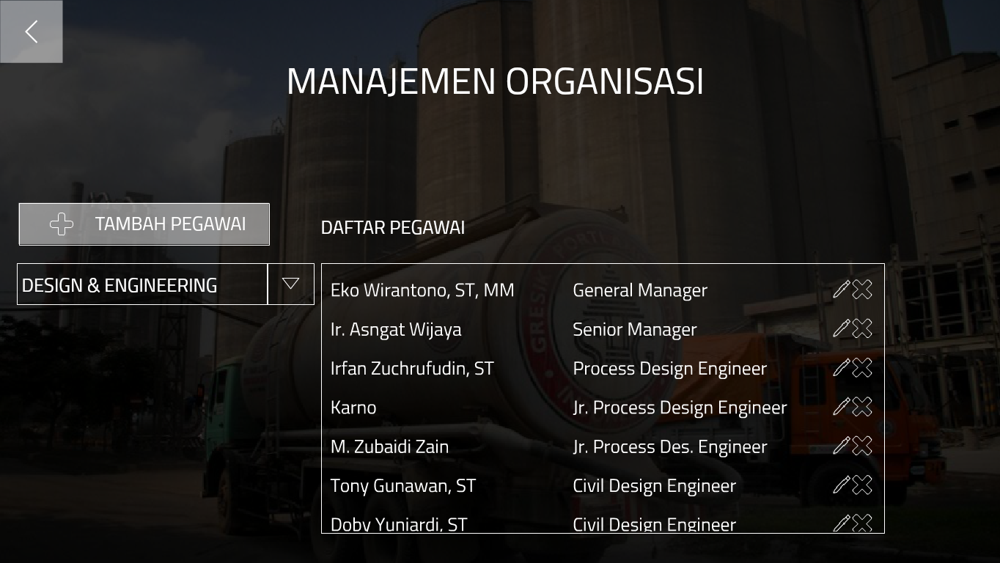 MANAJEMEN ORGANISASI
TAMBAH PEGAWAI
DAFTAR PEGAWAI
DESIGN & ENGINEERING
Eko Wirantono, ST, MM General Manager
Ir. Asngat Wijaya Senior Manager
Irfan Zuchrufudin, ST Process Design Engineer
Karno Jr. Process Design Engineer
M. Zubaidi Zain Jr. Process Des. Engineer
Tony Gunawan, ST Civil Design Engineer
Doby Yuniardi, ST Civil Design Engineer
GRESIK